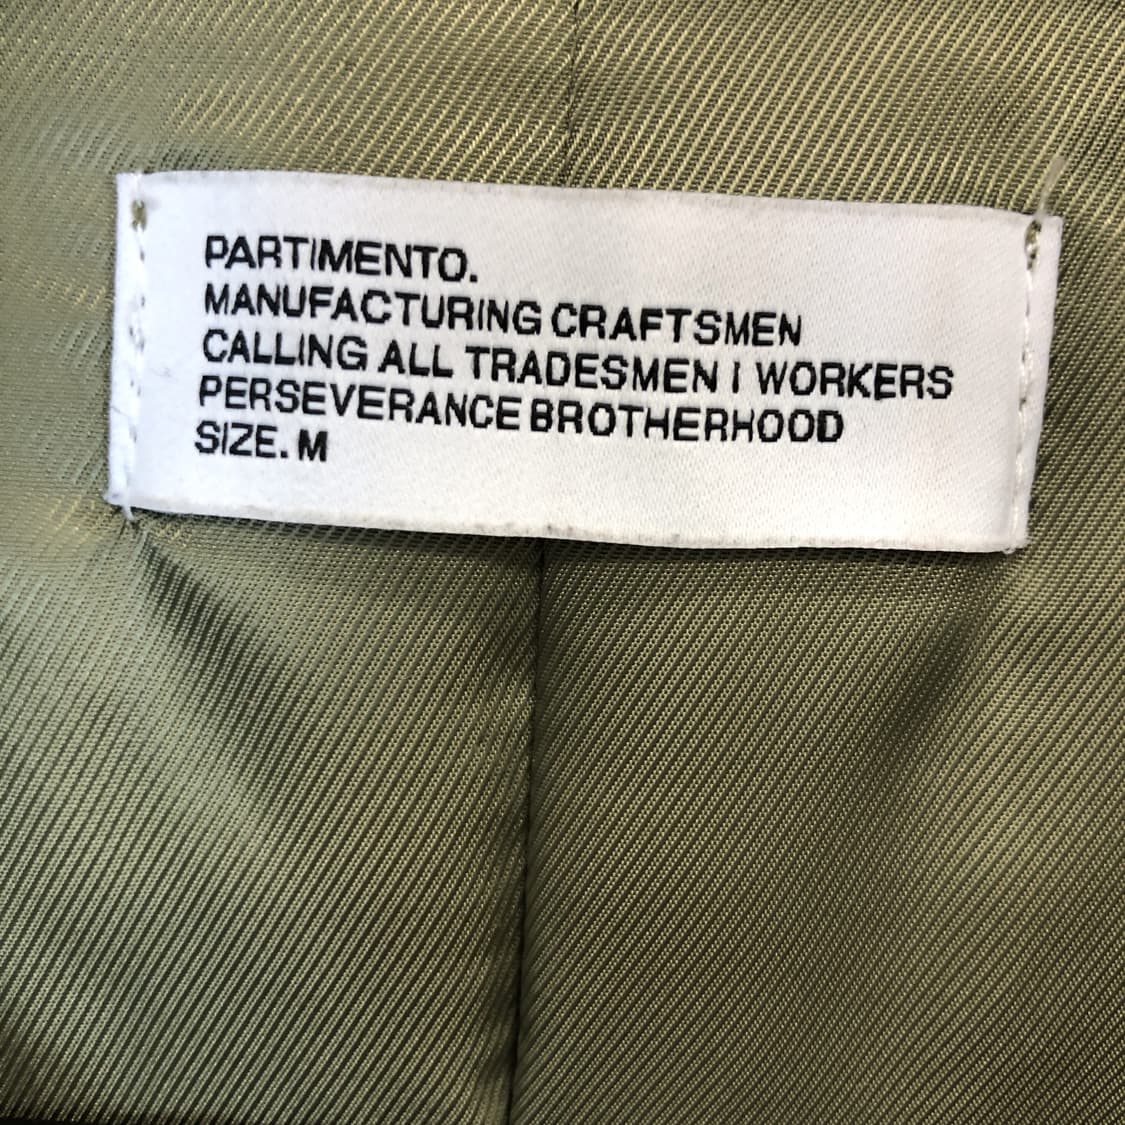 PARTIMENTO.
MANUFACTURING CRAFTSMEN
CALLING ALL TRADESMEN I WORKERS
PERSEVERANCE BROTHERHOOD
SIZE. M